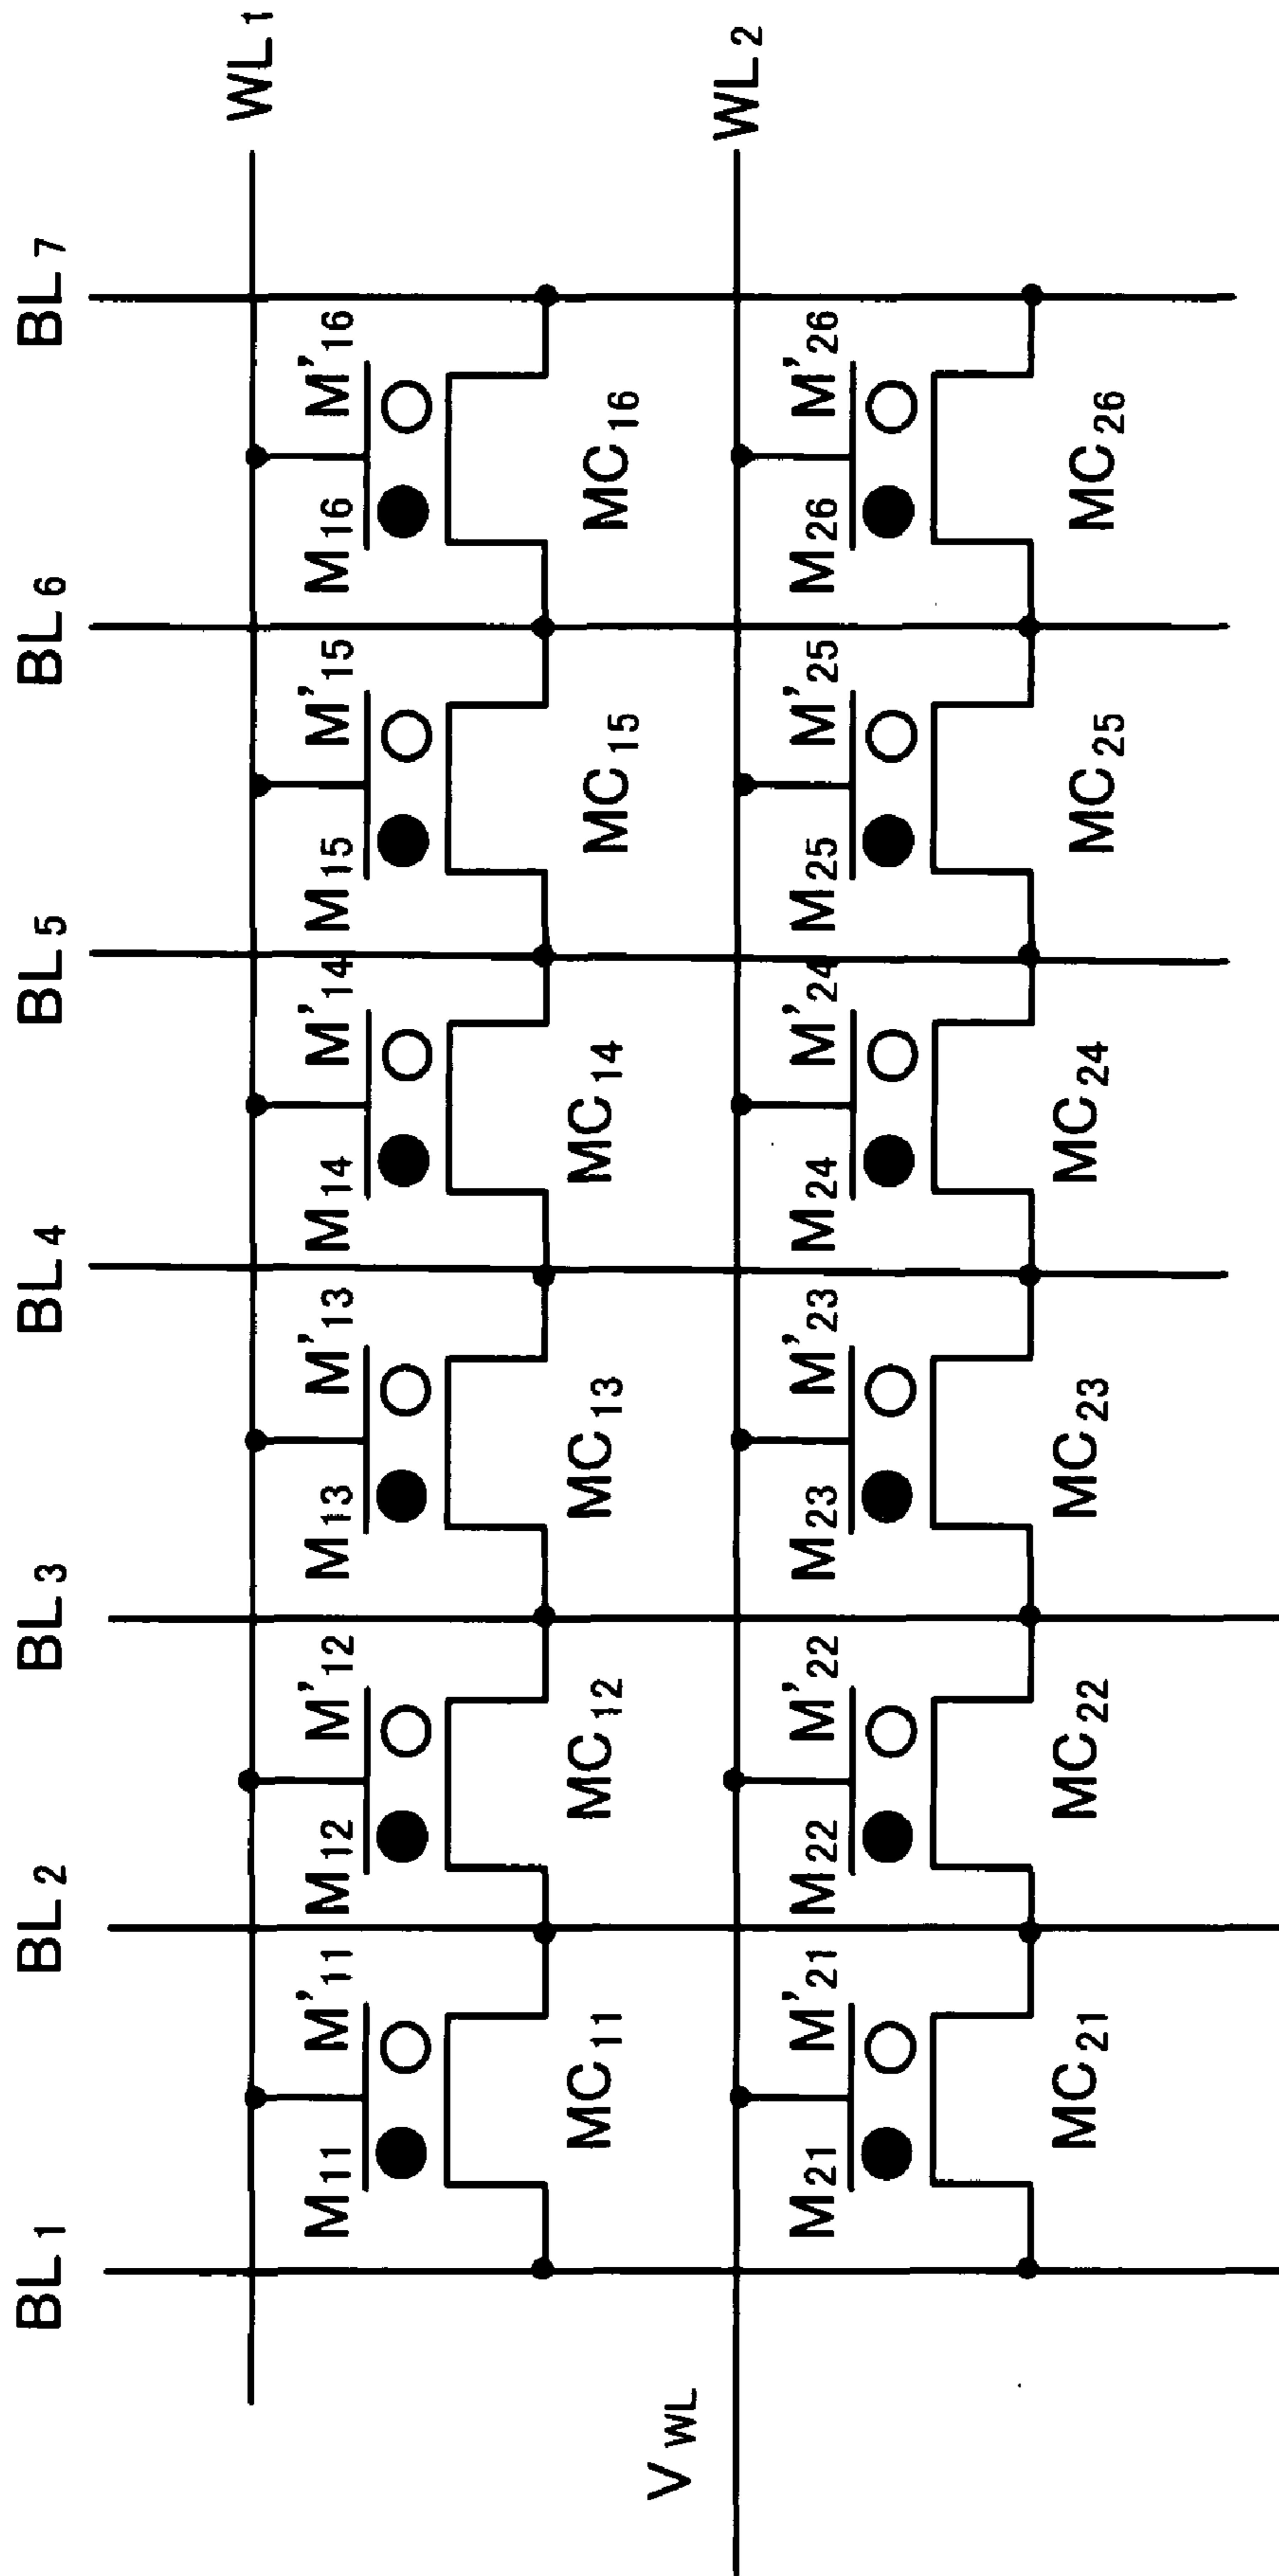 BL1 BL2 BL3 BL4 BL5 BL6 BL7
WL1
M11 M'11 M12 M'12 M13 M'13 M14 M'14 M15 M'15 M16 M'16
MC11 MC12 MC13 MC14 MC15 MC16
VWL WL2
M21 M'21 M22 M'22 M23 M'23 M24 M'24 M25 M'25 M26 M'26
MC21 MC22 MC23 MC24 MC25 MC26